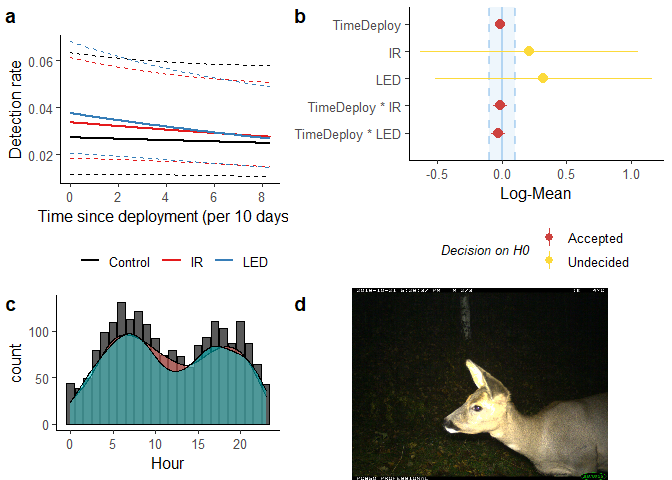 a
Detection rate
0.06
0.04
0.02
0 2 4 6 8
Time since deployment (per 10 days
Control IR LED
b
TimeDeploy
IR
LED
TimeDeploy * IR
TimeDeploy * LED
-0.5 0.0 0.5 1.0
Log-Mean
Decision on H0
Accepted
Undecided
c
count
100
50
0
0 5 10 15 20
Hour
d
PC850 PROFESSIONAL